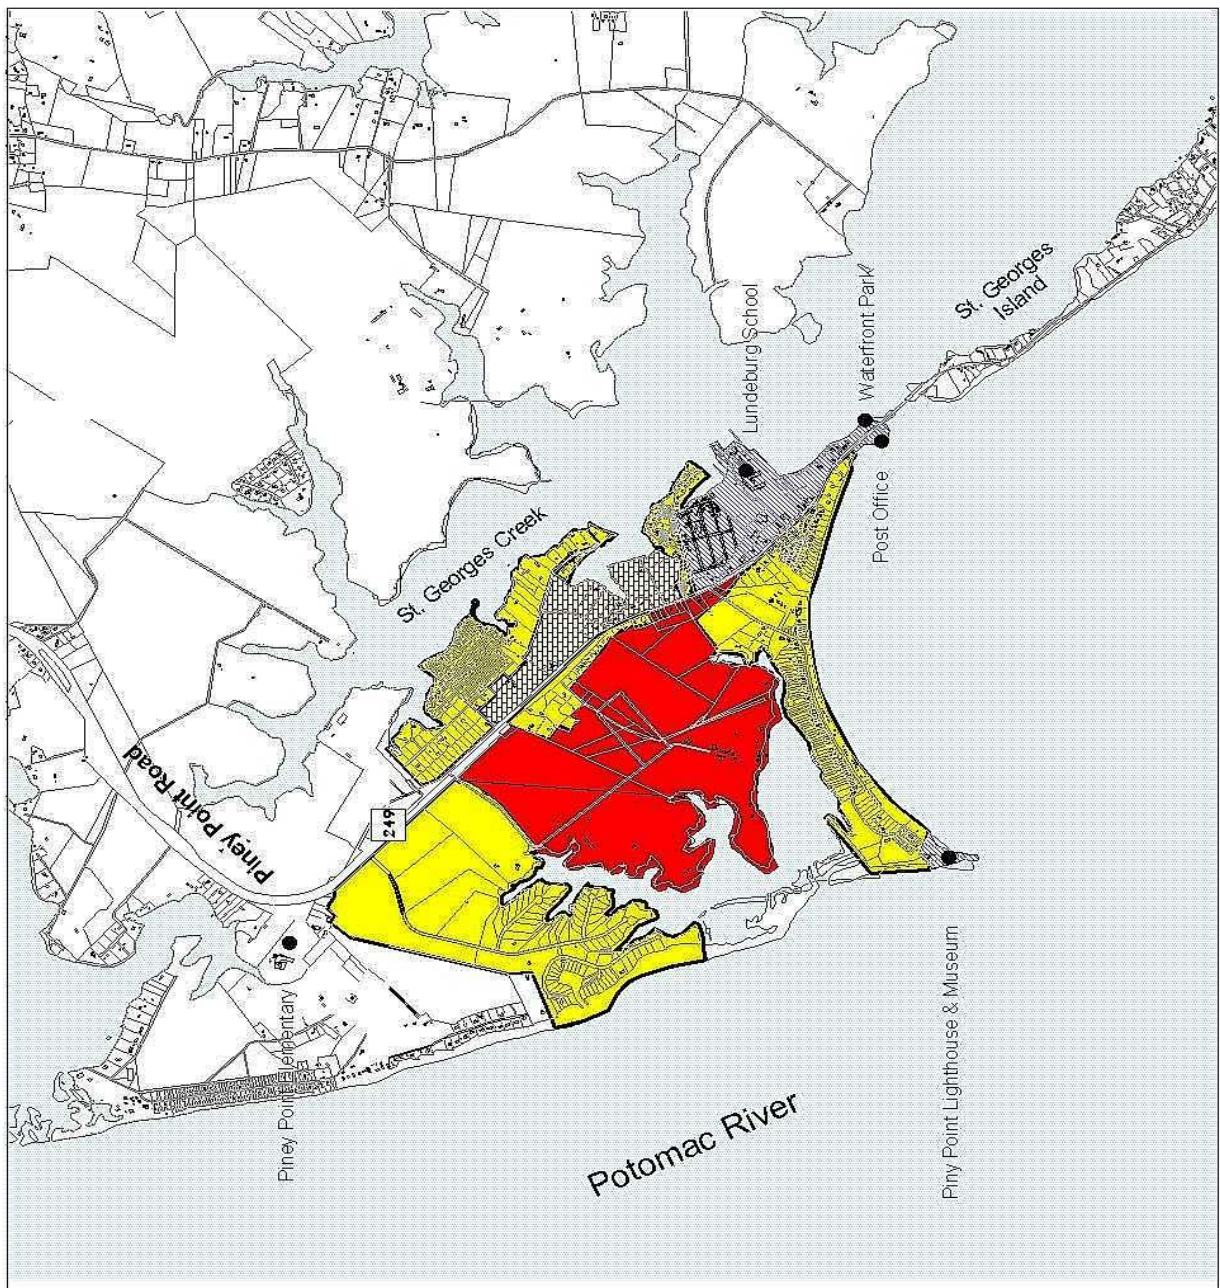 St. Georges
Island
Waterfront Park/
Lundeburg School
Post Office
St. Georges Creek
Piney Point Road
249
Piney Point Elementary
Potomac River
Piny Point Lighthouse & Museum